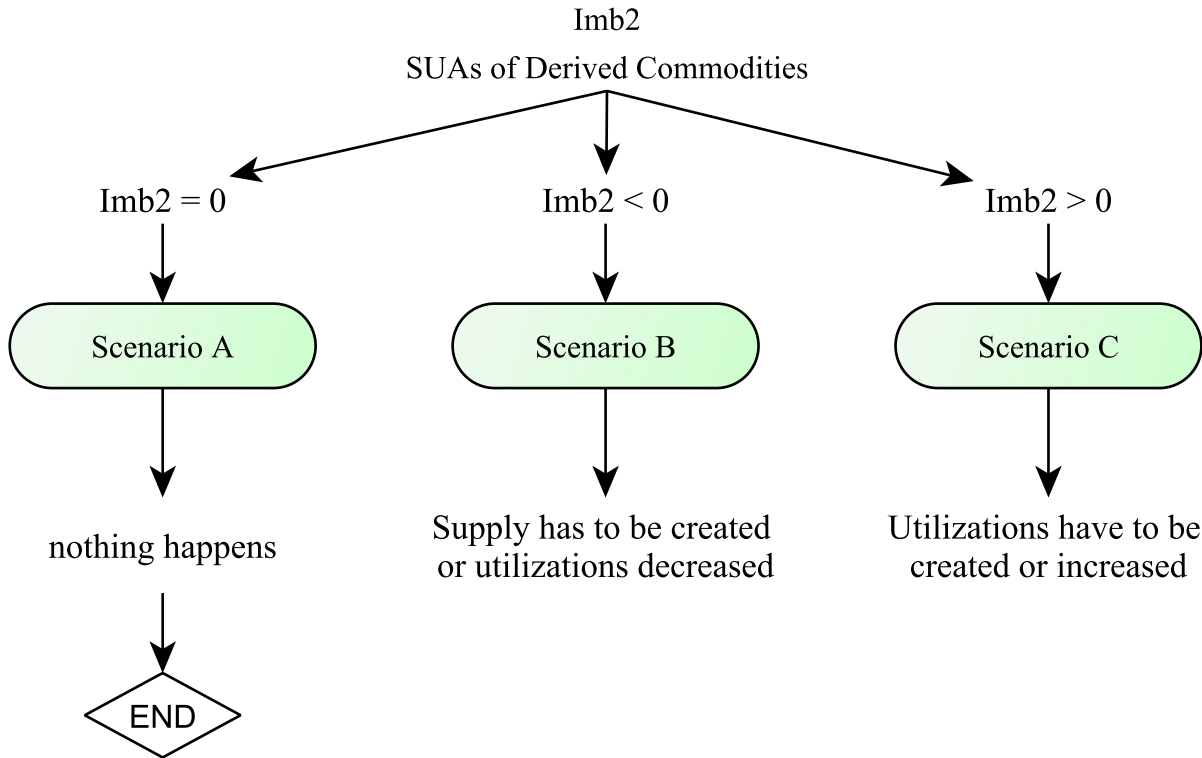 Imb2
SUAs of Derived Commodities
Imb2 = 0
Imb2 < 0
Imb2 > 0
Scenario A
Scenario B
Scenario C
nothing happens
Supply has to be created
or utilizations decreased
Utilizations have to be
created or increased
END